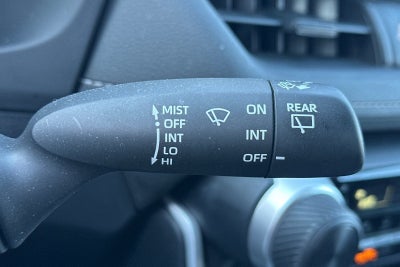 MIST
OFF
INT
LO
HI
ON
INT
OFF
REAR